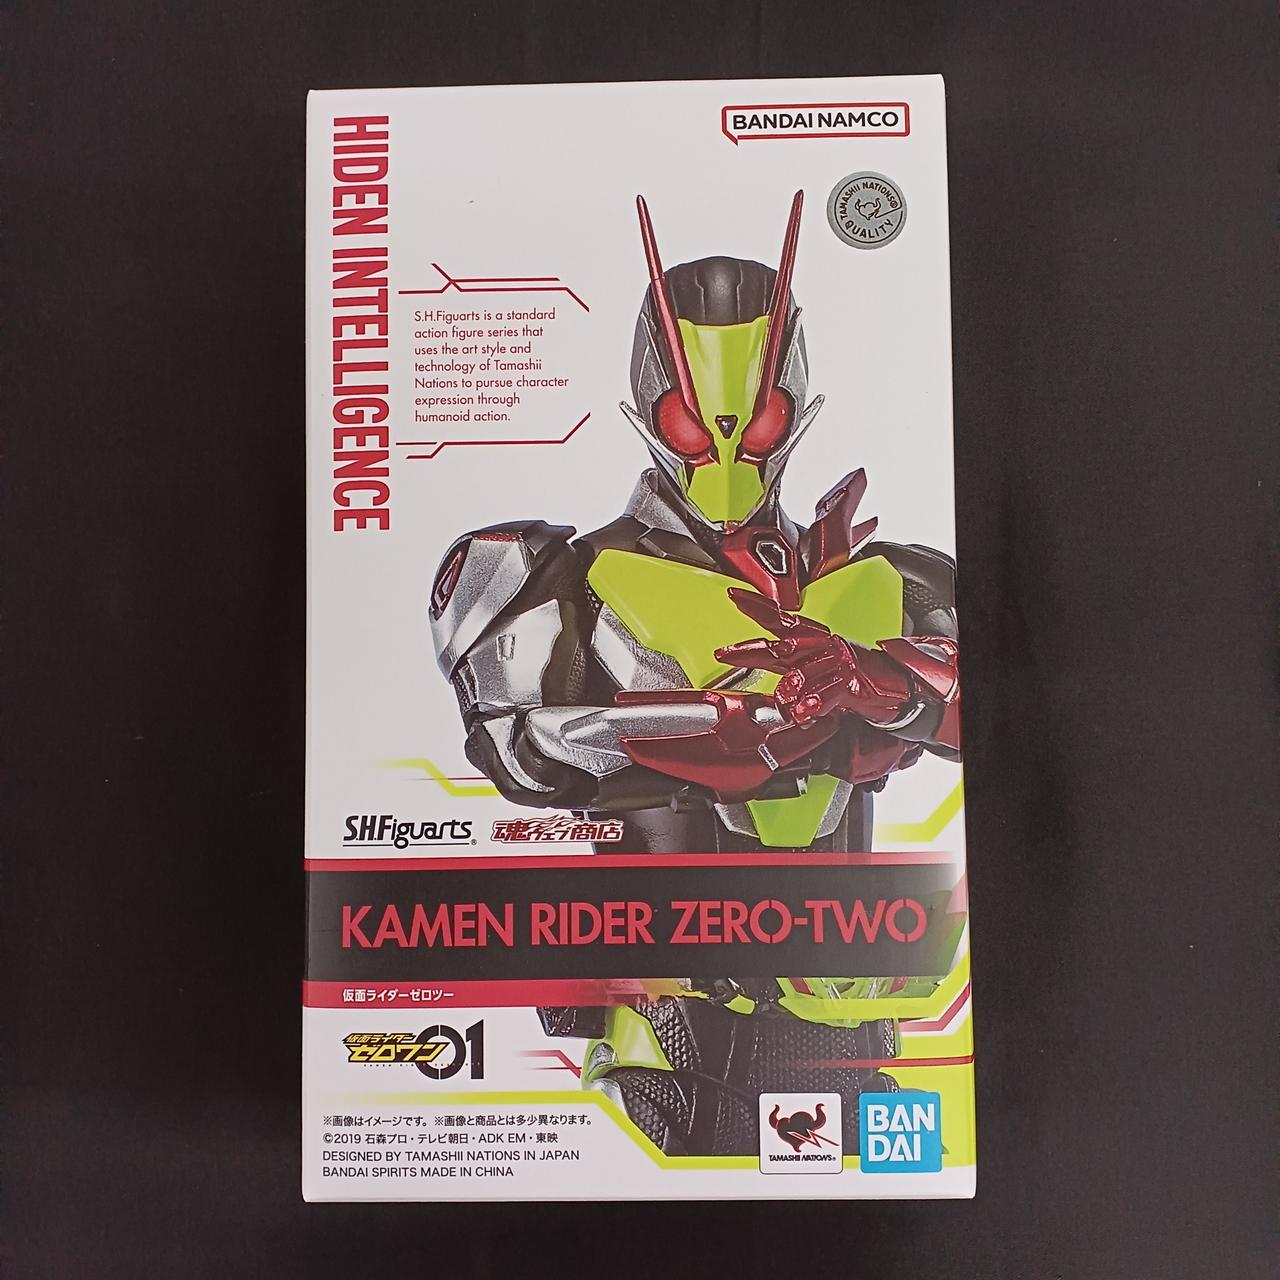 HIDEN INTELLIGENCE
BANDAI NAMCO
TAMASHII NATIONS®
QUALITY
S.H.Figuarts is a standard
action figure series that
uses the art style and
technology of Tamashii
Nations to pursue character
expression through
humanoid action.
S.H.Figuarts®
魂ウェブ商店
KAMEN RIDER ZERO-TWO
仮面ライダーゼロツー
仮面ライダー
ゼロワン
01
※画像はイメージです。※画像と商品とは多少異なります。
©2019 石森プロ・テレビ朝日・ADK EM・東映
DESIGNED BY TAMASHII NATIONS IN JAPAN
BANDAI SPIRITS MADE IN CHINA
TAMASHII NATIONS®
BAN
DAI